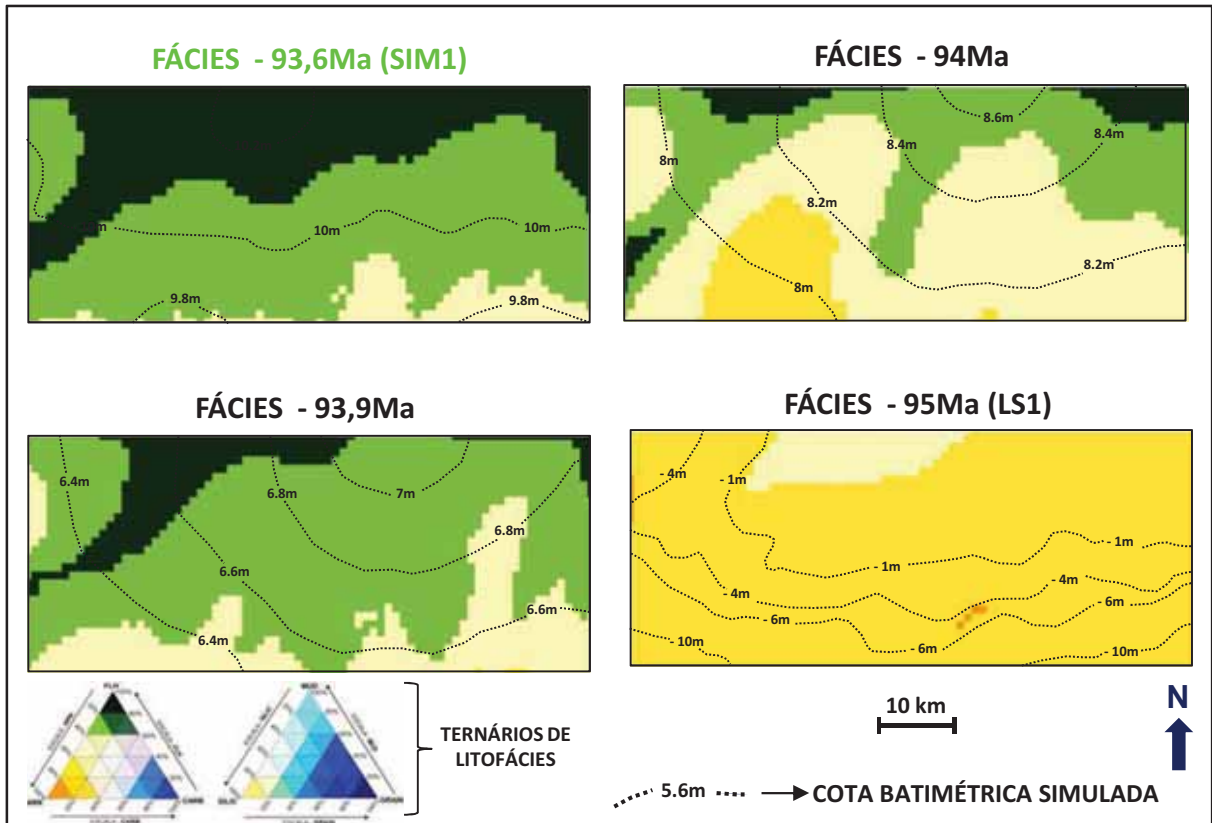 FÁCIES - 93,6Ma (SIM1)
10m
10m
9.8m
9.8m
FÁCIES - 94Ma
8m
8.2m
8.4m
8.6m
8.4m
8.2m
8m
FÁCIES - 93,9Ma
6.4m
6.8m
7m
6.8m
6.6m
6.6m
6.4m
FÁCIES - 95Ma (LS1)
- 4m
- 1m
- 1m
- 1m
- 4m
- 4m
- 6m
- 6m
- 6m
- 10m
- 10m
MUD
CARB
GRAN
TERNÁRIOS DE
LITOFÁCIES
10 km
N
5.6m
COTA BATIMÉTRICA SIMULADA